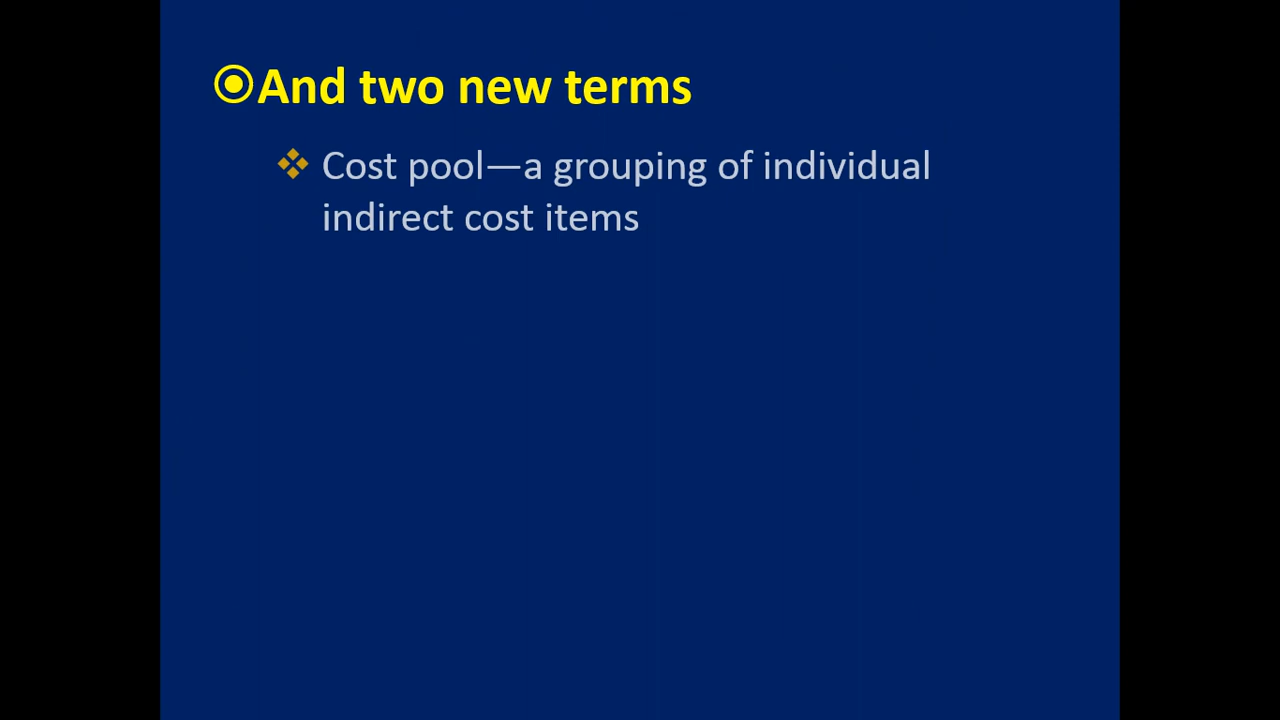 And two new terms
Cost pool—a grouping of individual
indirect cost items